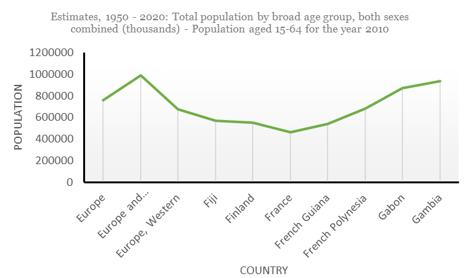 Estimates, 1950 - 2020: Total population by broad age group, both sexes
combined (thousands) - Population aged 15-64 for the year 2010
1200000
1000000
800000
600000
400000
200000
0
POPULATION
Europe
Europe and...
Europe, Western
Fiji
Finland
France
French Guiana
French Polynesia
Gabon
Gambia
COUNTRY